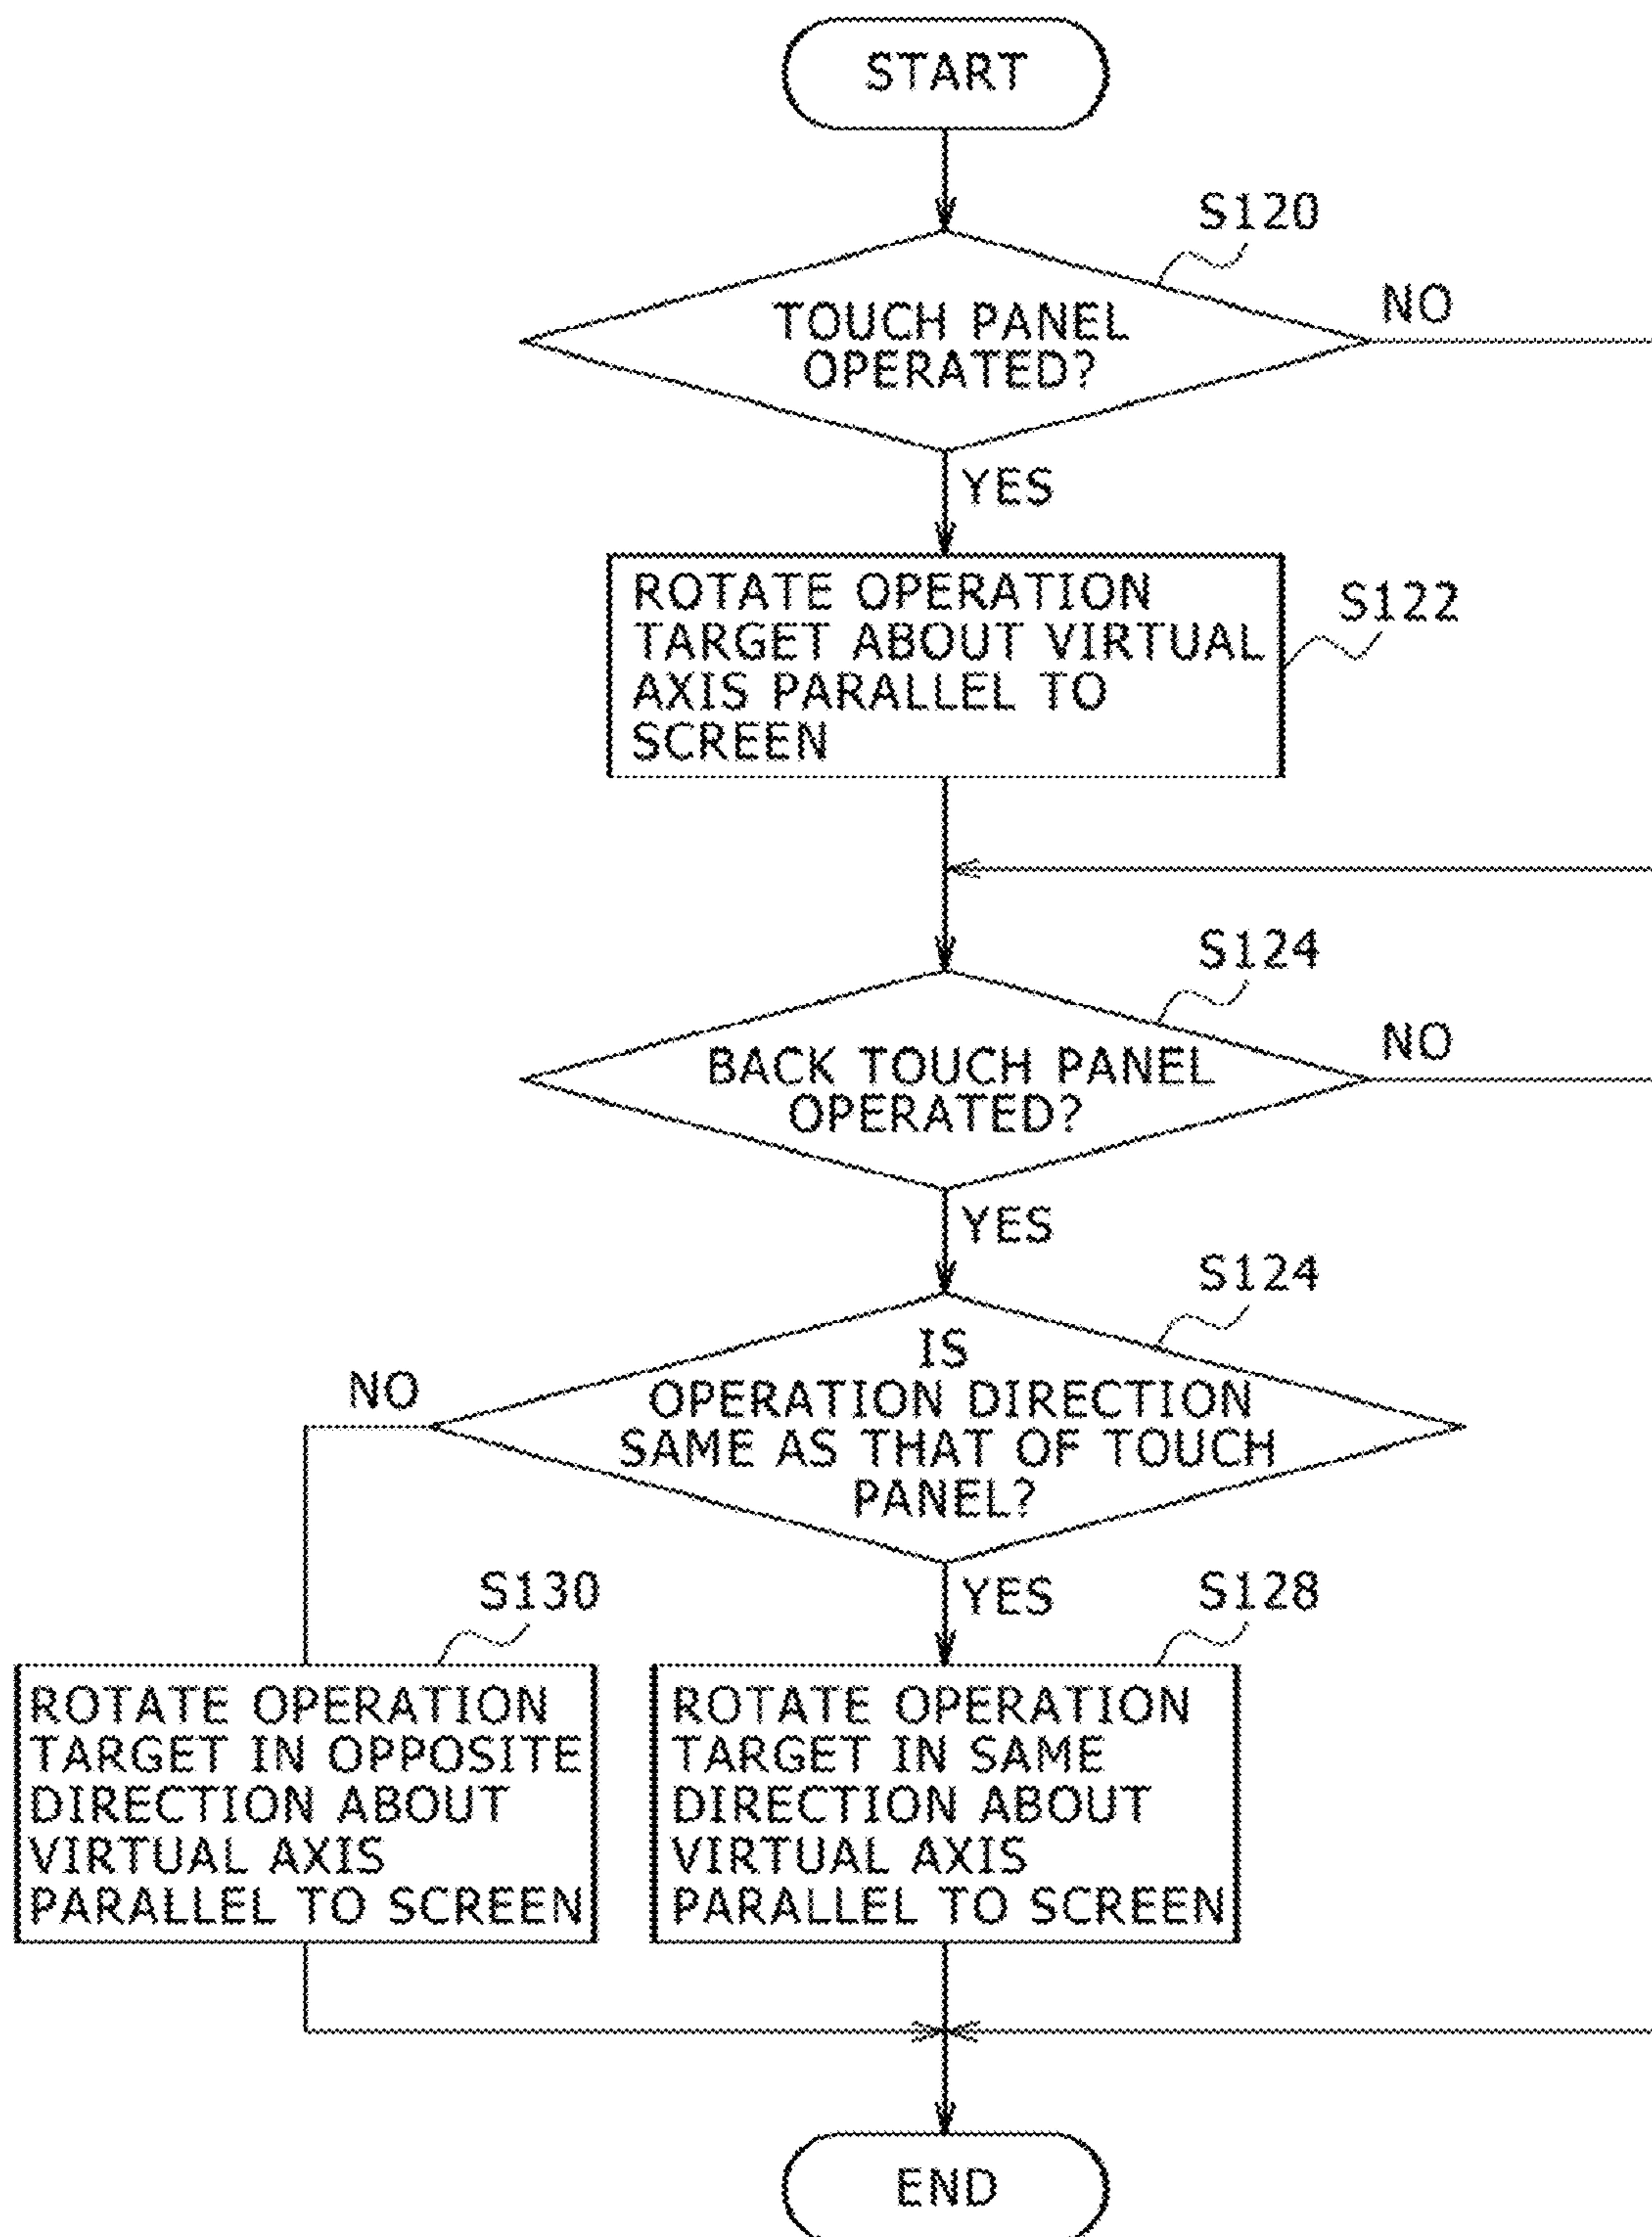 START
S120
TOUCH PANEL
OPERATED?
NO
YES
ROTATE OPERATION
TARGET ABOUT VIRTUAL
AXIS PARALLEL TO
SCREEN
S122
S124
BACK TOUCH PANEL
OPERATED?
NO
YES
S124
IS
OPERATION DIRECTION
SAME AS THAT OF TOUCH
PANEL?
NO
YES
S130
ROTATE OPERATION
TARGET IN OPPOSITE
DIRECTION ABOUT
VIRTUAL AXIS
PARALLEL TO SCREEN
S128
ROTATE OPERATION
TARGET IN SAME
DIRECTION ABOUT
VIRTUAL AXIS
PARALLEL TO SCREEN
END